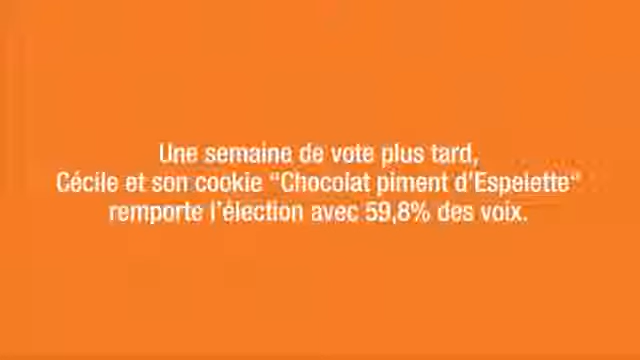 Une semaine de vote plus tard,
Cécile et son cookie "Chocolat piment d'Espelette"
remporte l'élection avec 59,8% des voix.